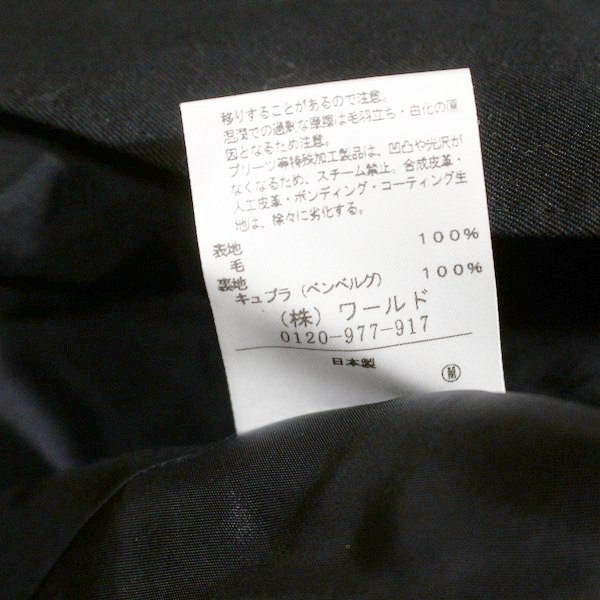 移りすることがあるので注意。
湿潤での過剰な摩擦は毛羽立ち・白化の原
因となるため注意。
プリーツ等特殊加工製品は、凹凸や光沢が
なくなるため、スチーム禁止。合成皮革・
人工皮革・ボンディング・コーティング生
地は、徐々に劣化する。
表地
毛 100%
裏地
キュプラ（ベンベルグ） 100%
（株）ワールド
0120-977-917
日本製
M